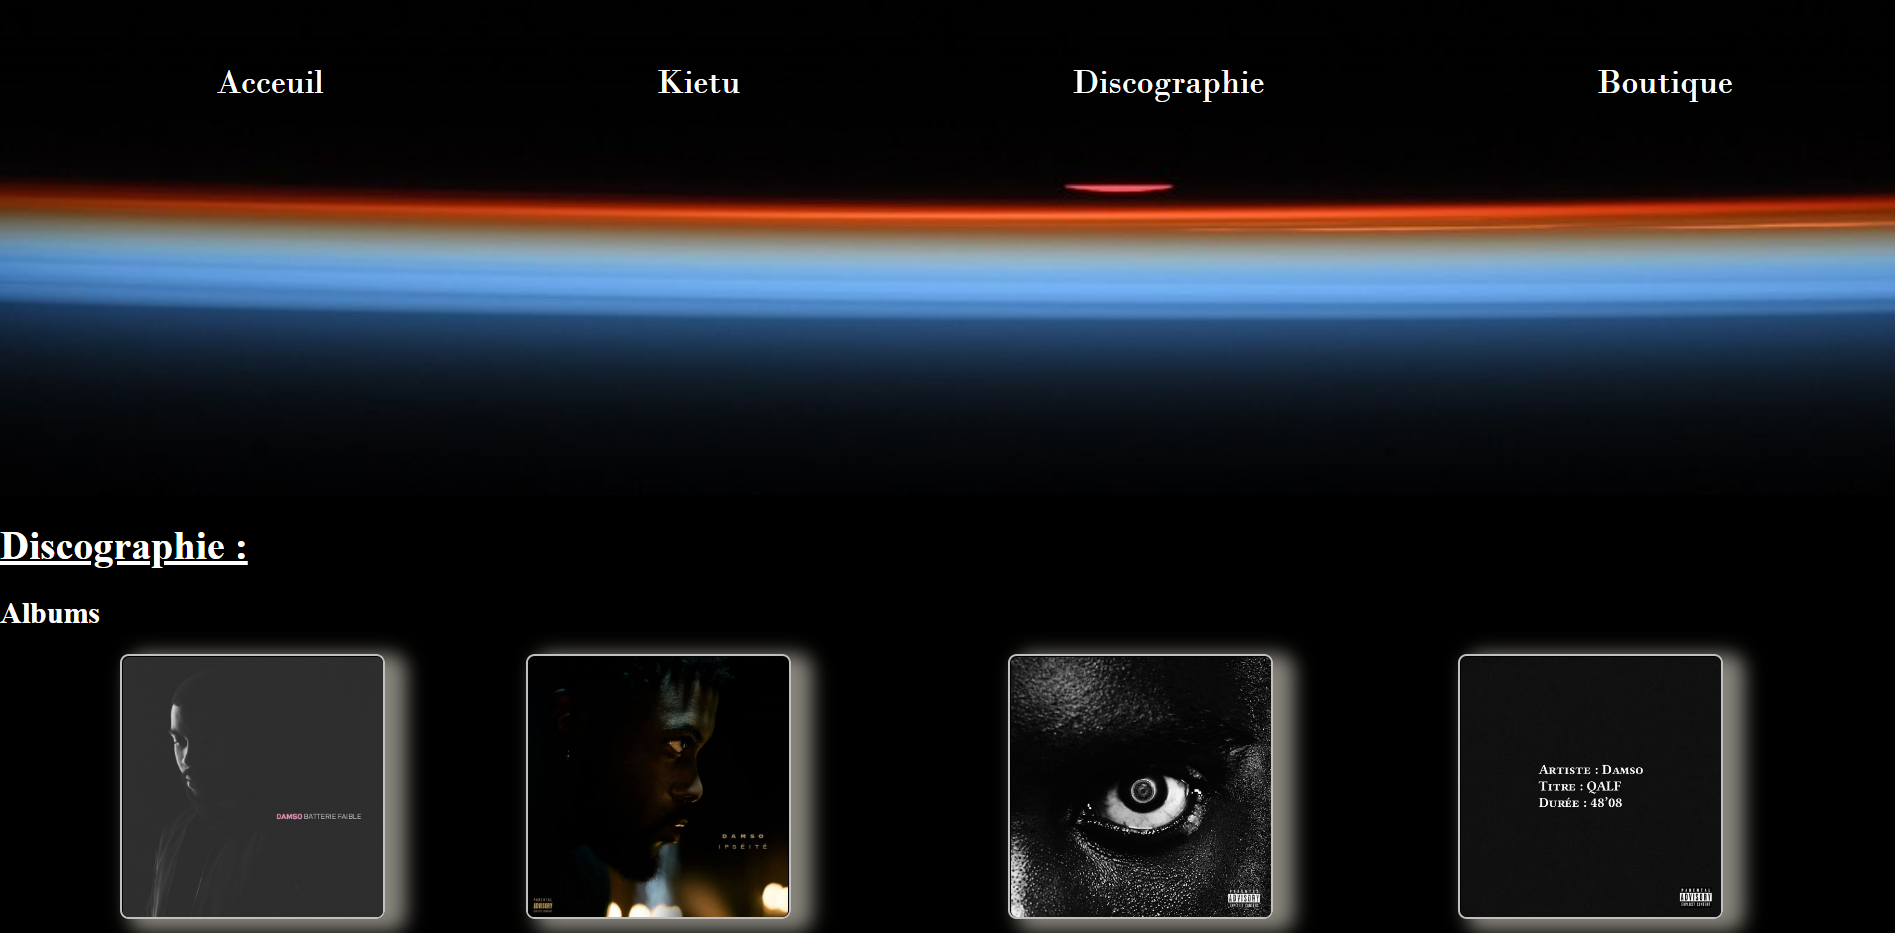 Acceuil
Kietu
Discographie
Boutique
Discographie :
Albums
DAMSO BATTERIE FAIBLE
DAMSO
IPSÉITÉ
PARENTAL
ADVISORY
EXPLICIT CONTENT
PARENTAL
ADVISORY
EXPLICIT CONTENT
Artiste : Damso
Titre : QALF
Durée : 48'08
PARENTAL
ADVISORY
EXPLICIT CONTENT